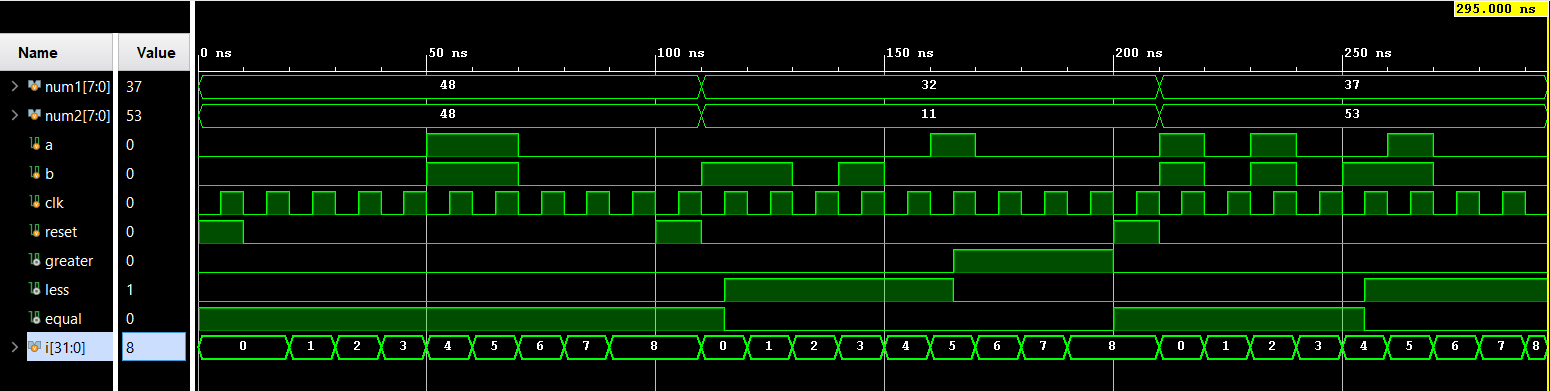 295.000 ns
Name Value 0 ns 50 ns 100 ns 150 ns 200 ns 250 ns
num1[7:0] 37 48 32 37
num2[7:0] 53 48 11 53
a 0
b 0
clk 0
reset 0
greater 0
less 1
equal 0
i[31:0] 8 0 1 2 3 4 5 6 7 8 0 1 2 3 4 5 6 7 8 0 1 2 3 4 5 6 7 8